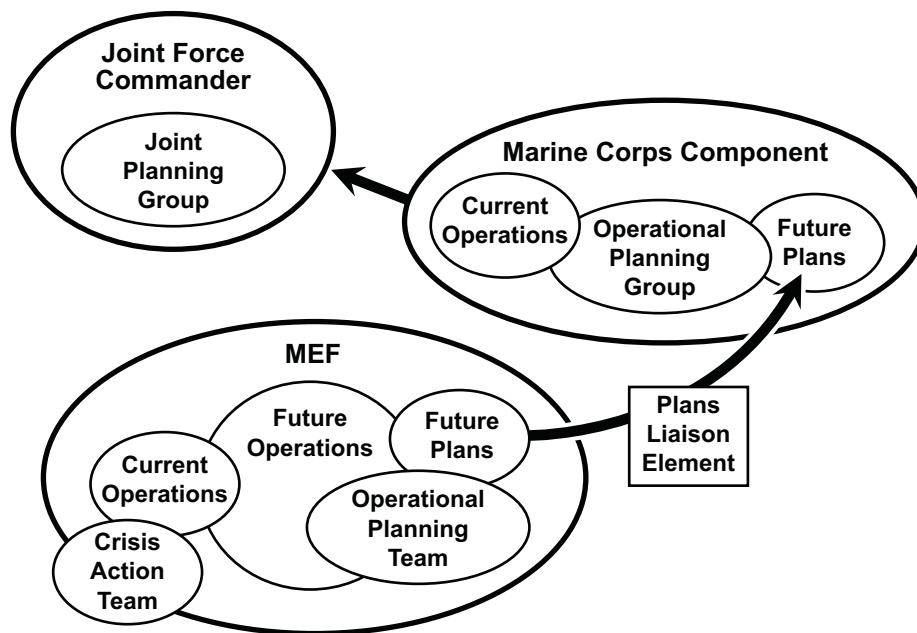 Joint Force
Commander
Joint
Planning
Group
Marine Corps Component
Current
Operations
Operational
Planning
Group
Future
Plans
MEF
Future
Operations
Future
Plans
Current
Operations
Operational
Planning
Team
Crisis
Action
Team
Plans
Liaison
Element